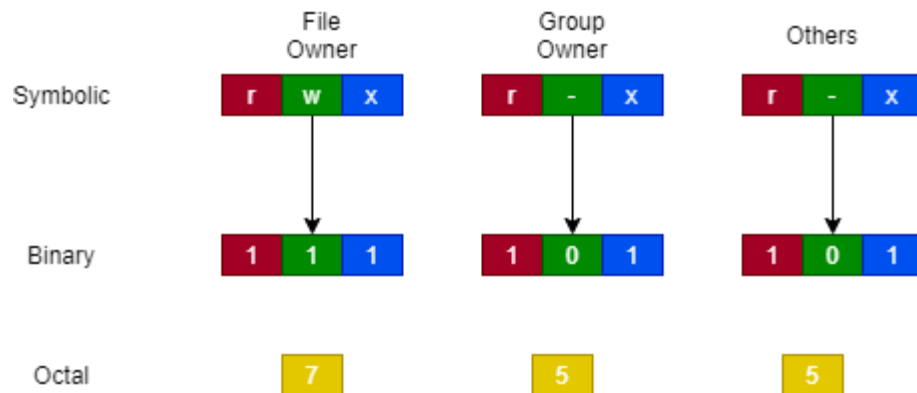 File
Owner
Group
Owner
Others
Symbolic
r w x
r - x
r - x
Binary
1 1 1
1 0 1
1 0 1
Octal
7
5
5